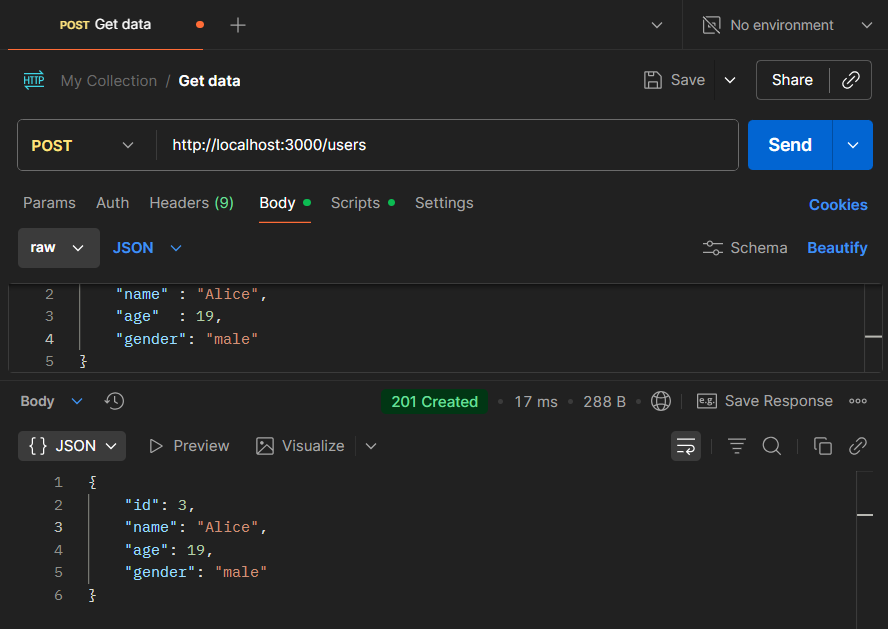 POST Get data
No environment
HTTP My Collection / Get data Save Share
POST http://localhost:3000/users Send
Params Auth Headers (9) Body Scripts Settings Cookies
raw JSON Schema Beautify
2 "name" : "Alice",
3 "age"  : 19,
4 "gender": "male"
5 }
Body 201 Created • 17 ms • 288 B • e.g. Save Response
{} JSON Preview Visualize
1 {
2 "id": 3,
3 "name": "Alice",
4 "age": 19,
5 "gender": "male"
6 }